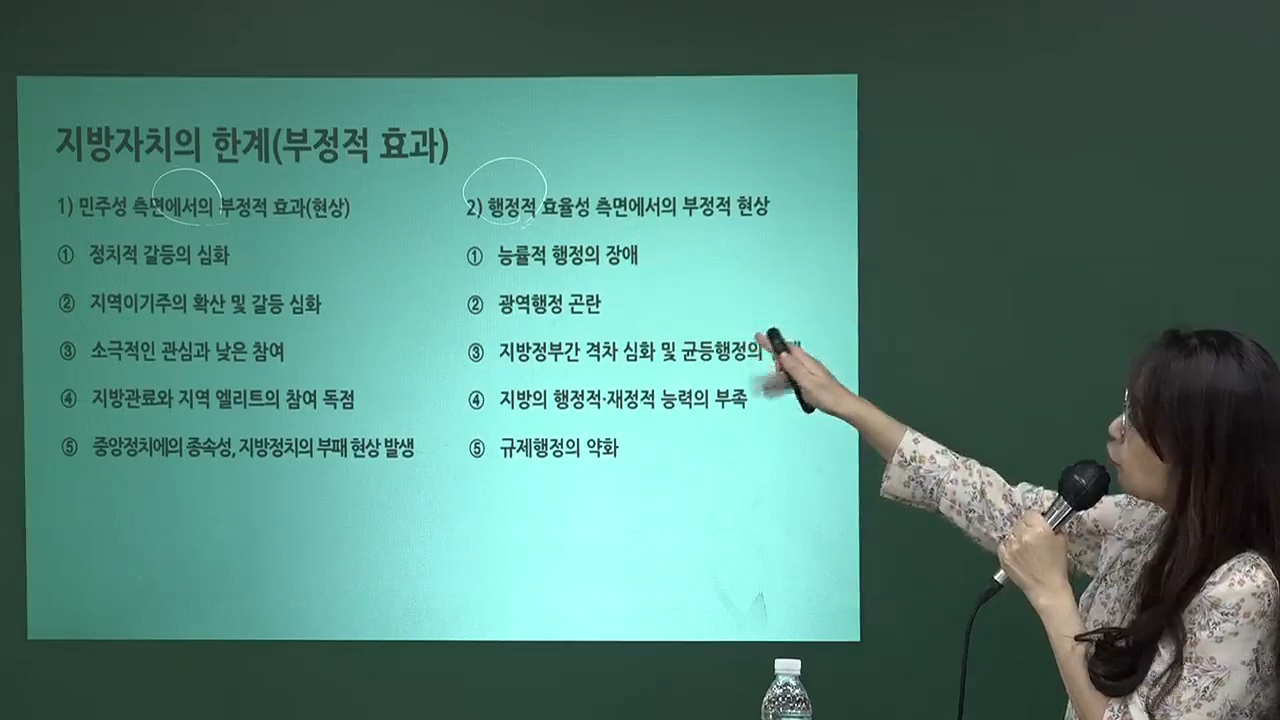 지방자치의 한계(부정적 효과)
1) 민주성 측면에서의 부정적 효과(현상)
① 정치적 갈등의 심화
② 지역이기주의 확산 및 갈등 심화
③ 소극적인 관심과 낮은 참여
④ 지방관료와 지역 엘리트의 참여 독점
⑤ 중앙정치에의 종속성, 지방정치의 부패 현상 발생
2) 행정적 효율성 측면에서의 부정적 현상
① 능률적 행정의 장애
② 광역행정 곤란
③ 지방정부간 격차 심화 및 균등행정의
④ 지방의 행정적·재정적 능력의 부족
⑤ 규제행정의 약화